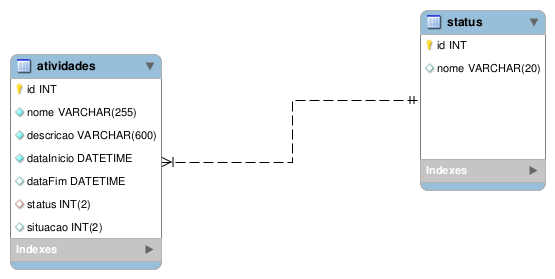 atividades
id INT
nome VARCHAR(255)
descricao VARCHAR(600)
dataInicio DATETIME
dataFim DATETIME
status INT(2)
situacao INT(2)
Indexes
status
id INT
nome VARCHAR(20)
Indexes